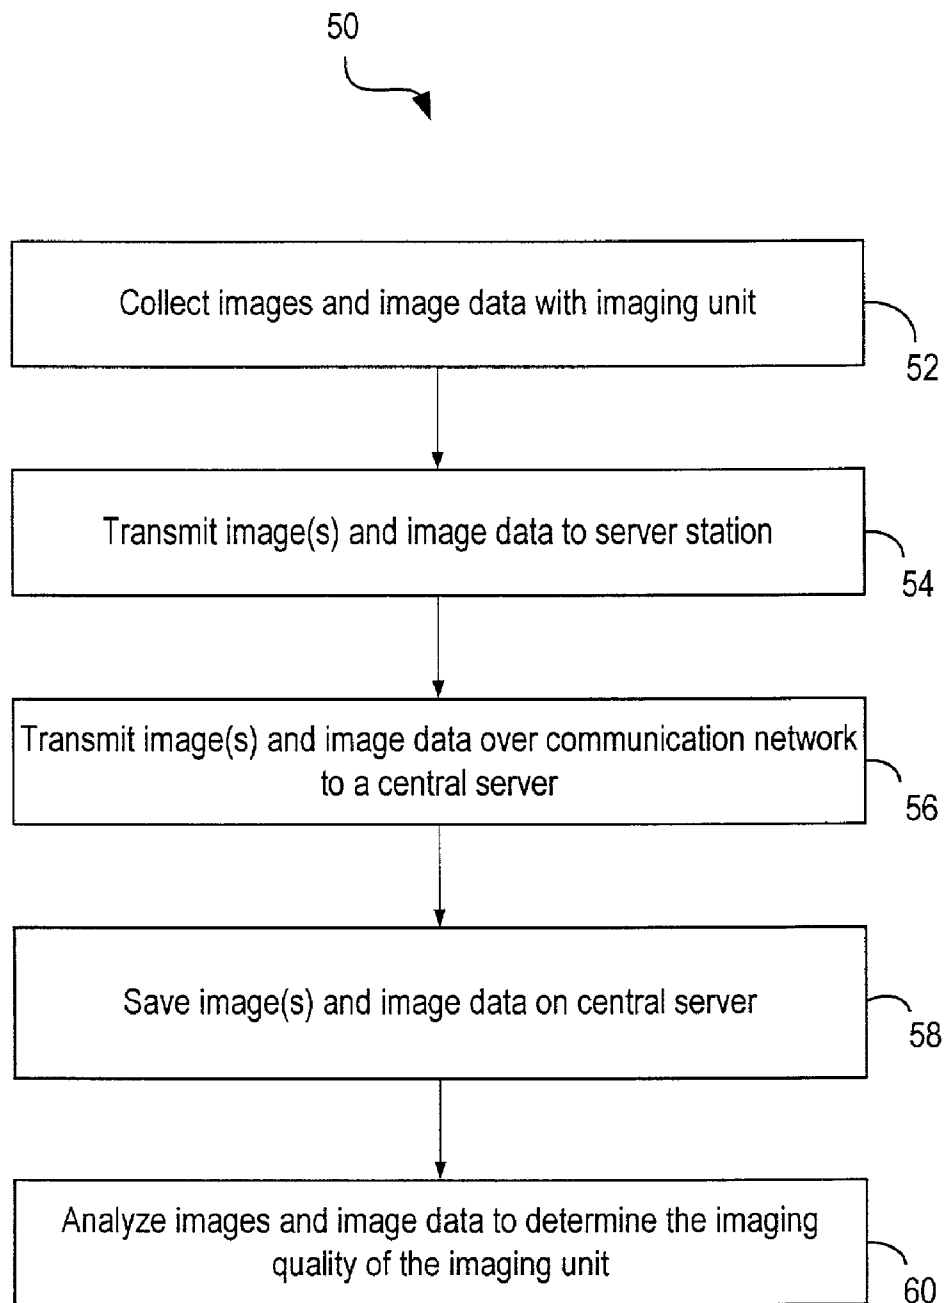 50
Collect images and image data with imaging unit
52
Transmit image(s) and image data to server station
54
Transmit image(s) and image data over communication network
to a central server
56
Save image(s) and image data on central server
58
Analyze images and image data to determine the imaging
quality of the imaging unit
60